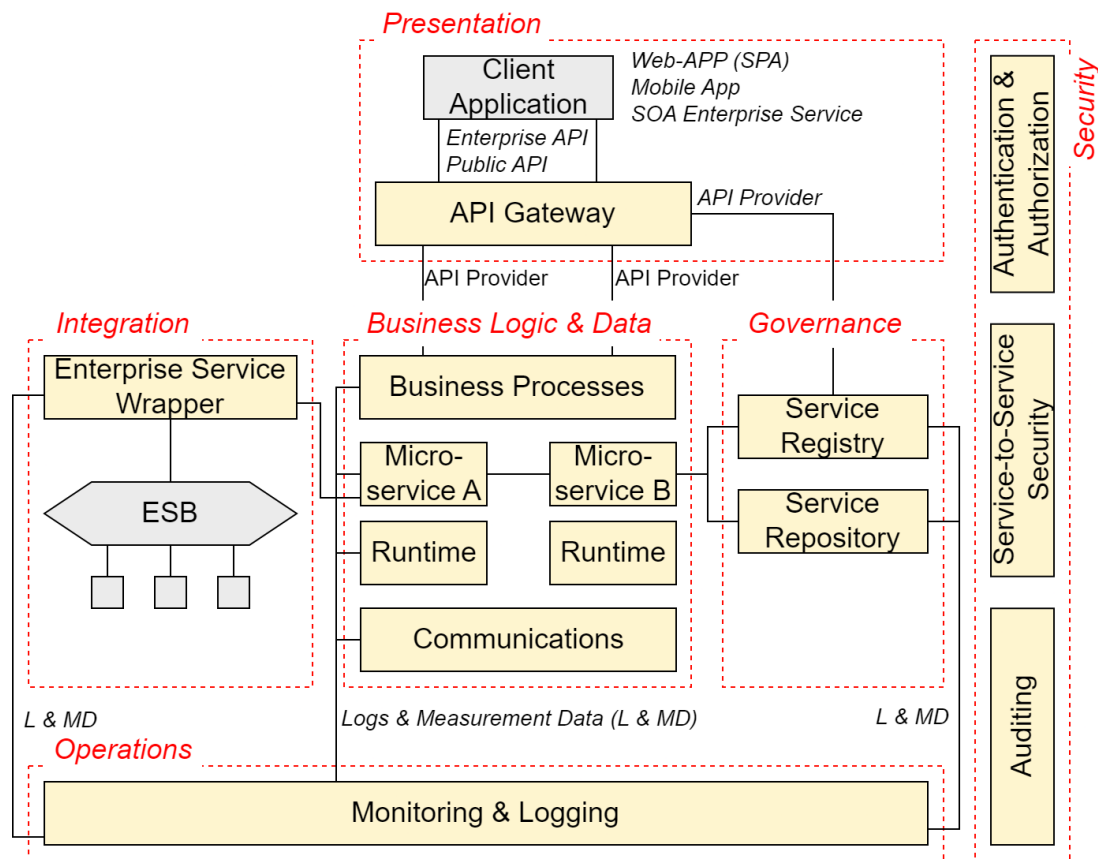 Presentation
Client
Application
Web-APP (SPA)
Mobile App
SOA Enterprise Service
Enterprise API
Public API
API Gateway
API Provider
API Provider
API Provider
Integration
Enterprise Service
Wrapper
ESB
Business Logic & Data
Business Processes
Micro-
service A
Micro-
service B
Runtime
Runtime
Communications
Governance
Service
Registry
Service
Repository
L & MD
Logs & Measurement Data (L & MD)
L & MD
Operations
Monitoring & Logging
Security
Authentication &
Authorization
Service-to-Service
Security
Auditing